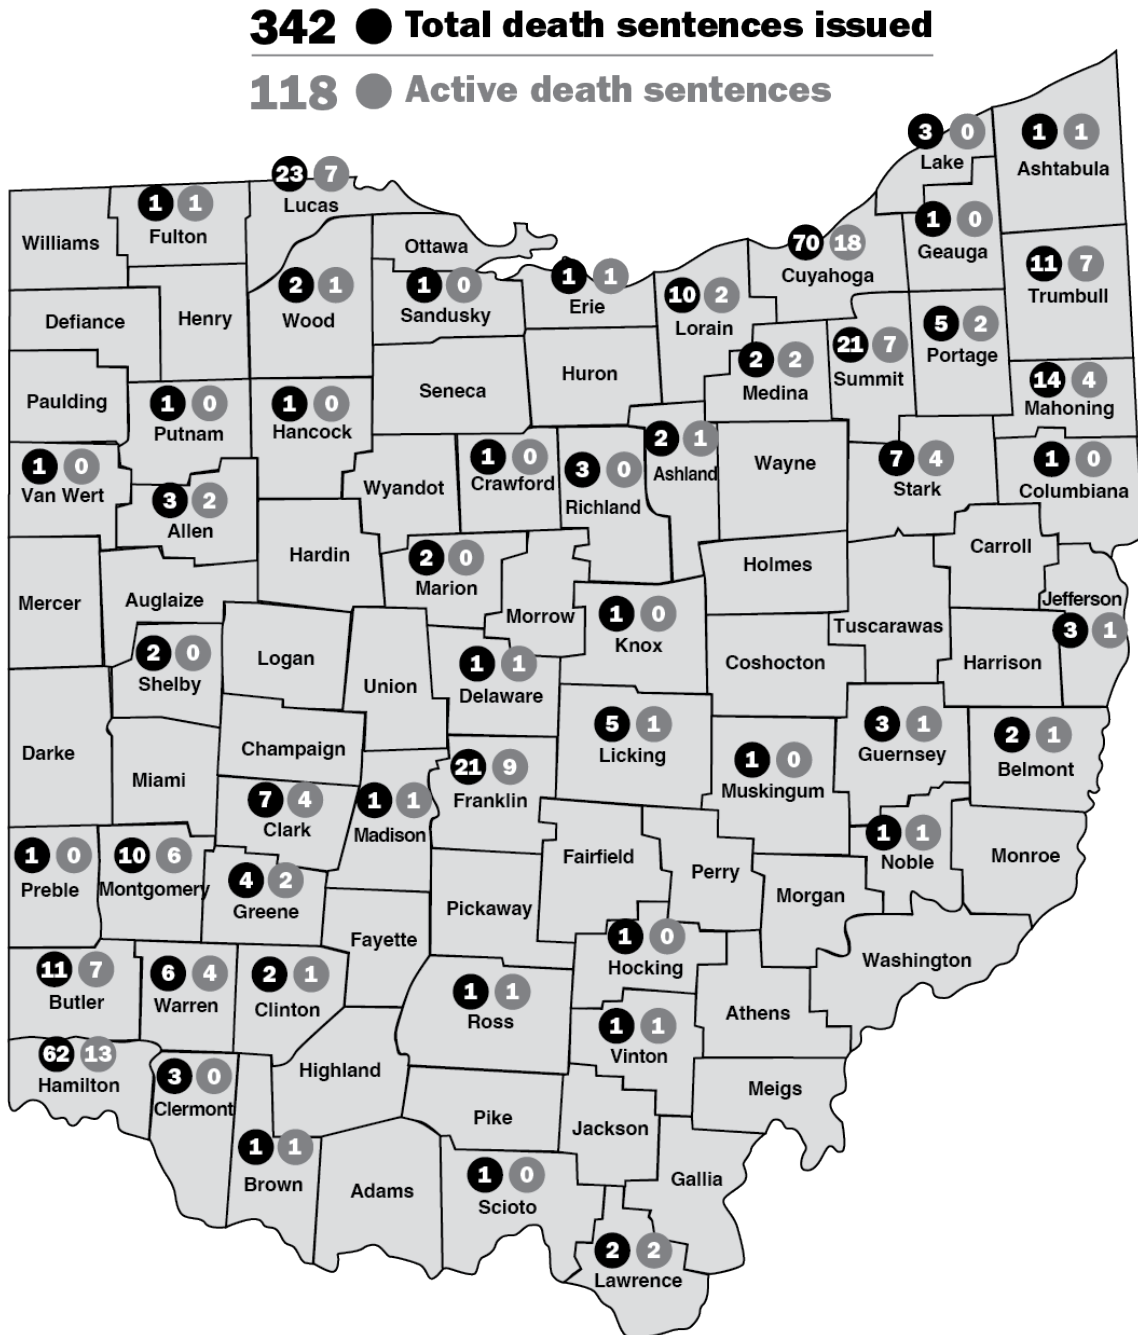 342 Total death sentences issued
118 Active death sentences
3 0
Lake
1 1
Ashtabula
23 7
Lucas
1 1
Fulton
Williams
Ottawa
1 0
Geauga
70 18
Cuyahoga
11 7
Trumbull
2 1
Wood
1 0
Sandusky
1 1
Erie
10 2
Lorain
Defiance
Henry
5 2
Portage
21 7
Summit
2 2
Medina
Huron
Seneca
14 4
Mahoning
Paulding
1 0
Putnam
1 0
Hancock
2 1
Ashland
Wayne
7 4
Stark
1 0
Columbiana
1 0
Van Wert
Wyandot
1 0
Crawford
3 0
Richland
3 2
Allen
Hardin
2 0
Marion
Holmes
Carroll
Mercer
Auglaize
Morrow
1 0
Knox
Jefferson
3 1
Tuscarawas
2 0
Shelby
Logan
Union
1 1
Delaware
Coshocton
Harrison
Darke
Champaign
5 1
Licking
3 1
Guernsey
2 1
Belmont
Miami
21 9
Franklin
1 0
Muskingum
7 4
Clark
1 1
Madison
1 1
Noble
1 0
Preble
10 6
Montgomery
Fairfield
Perry
Monroe
4 2
Greene
Pickaway
Morgan
Fayette
1 0
Hocking
Washington
11 7
Butler
6 4
Warren
2 1
Clinton
1 1
Ross
Athens
1 1
Vinton
62 13
Hamilton
3 0
Clermont
Highland
Meigs
Pike
Jackson
1 1
Brown
Adams
1 0
Scioto
Gallia
2 2
Lawrence